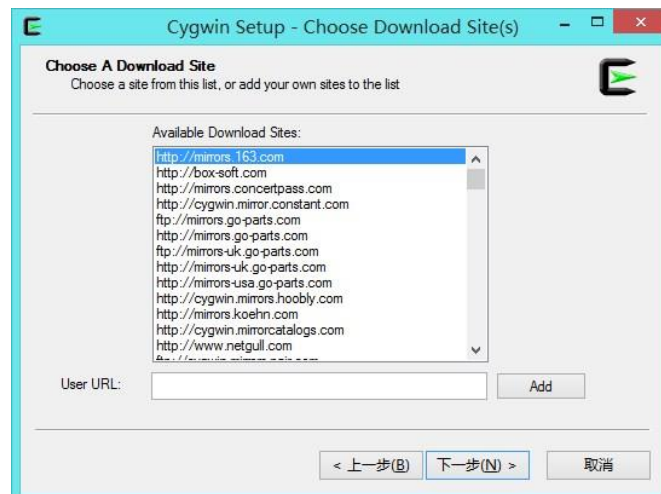 Cygwin Setup - Choose Download Site(s)
Choose A Download Site
Choose a site from this list, or add your own sites to the list
Available Download Sites:
http://mirrors.163.com
http://box-soft.com
http://mirrors.concertpass.com
http://cygwin.mirror.constant.com
ftp://mirrors.go-parts.com
http://mirrors.go-parts.com
ftp://mirrors-uk.go-parts.com
http://mirrors-uk.go-parts.com
http://mirrors-usa.go-parts.com
http://cygwin.mirrors.hoobly.com
http://mirrors.koehn.com
http://cygwin.mirrorcatalogs.com
http://www.netgull.com
User URL:
Add
< 上一步(B)
下一步(N) >
取消